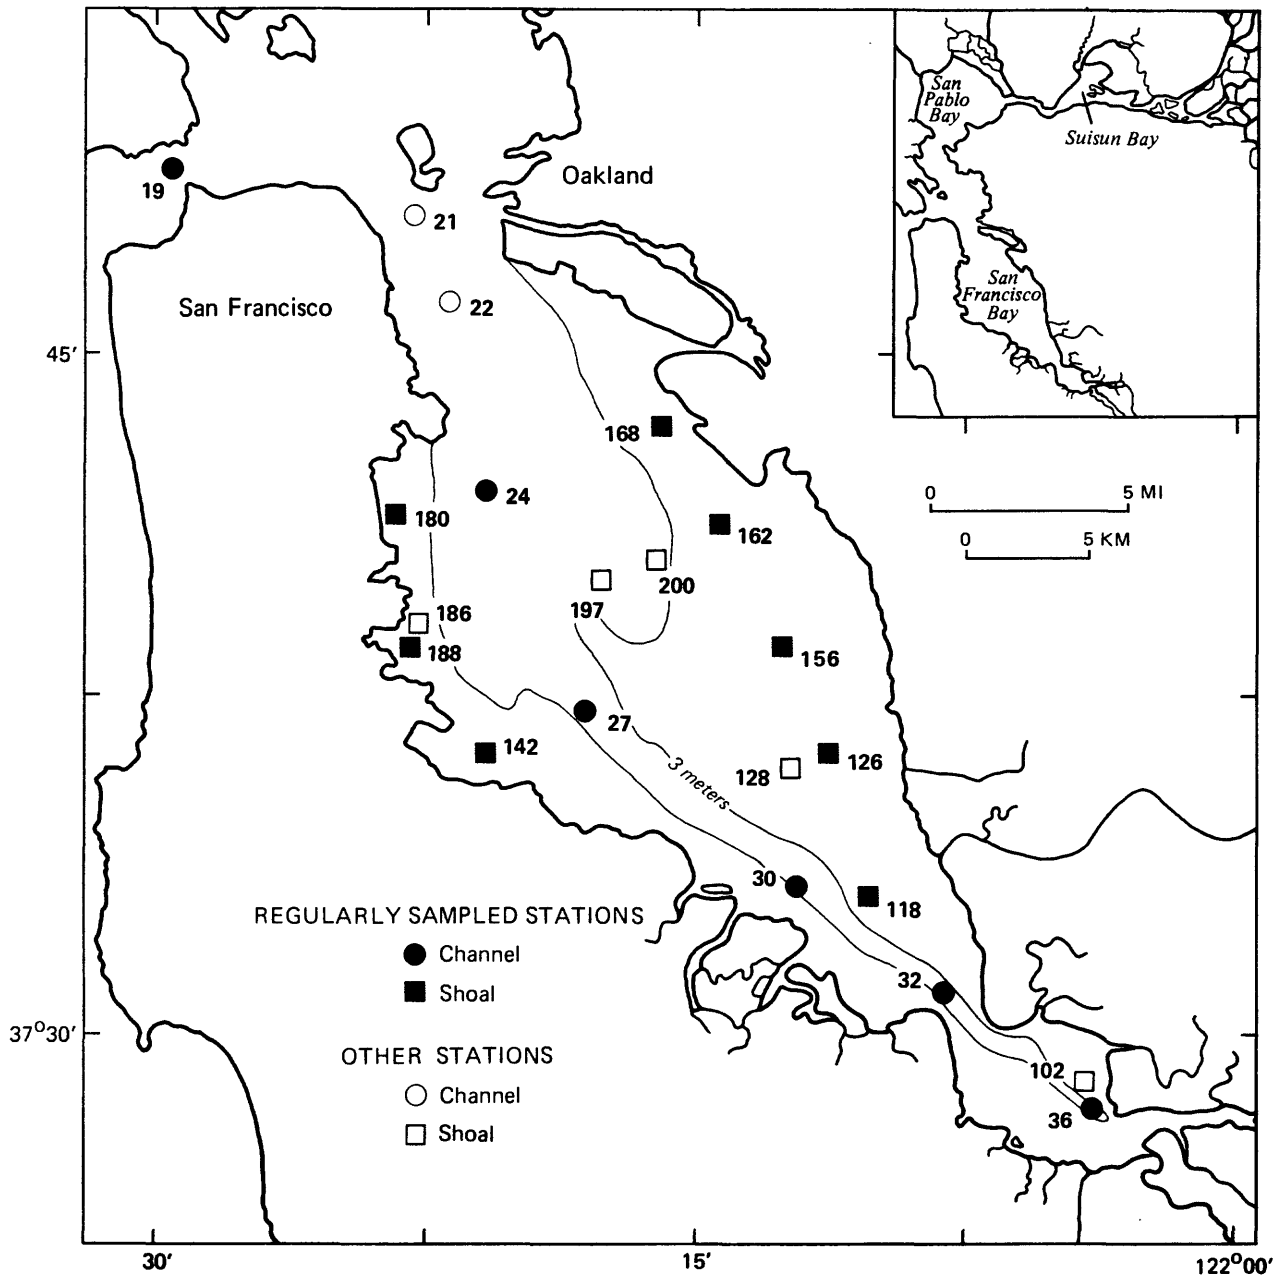 San
Pablo
Bay
Suisun Bay
Oakland
19
21
San Francisco
22
San
Francisco
Bay
45′
168
24
180
0 5 MI
162
0 5 KM
200
197
186
188
156
27
142
3 meters
128
126
30
118
REGULARLY SAMPLED STATIONS
Channel
Shoal
32
37°30′
OTHER STATIONS
Channel
Shoal
102
36
30′ 15′ 122°00′